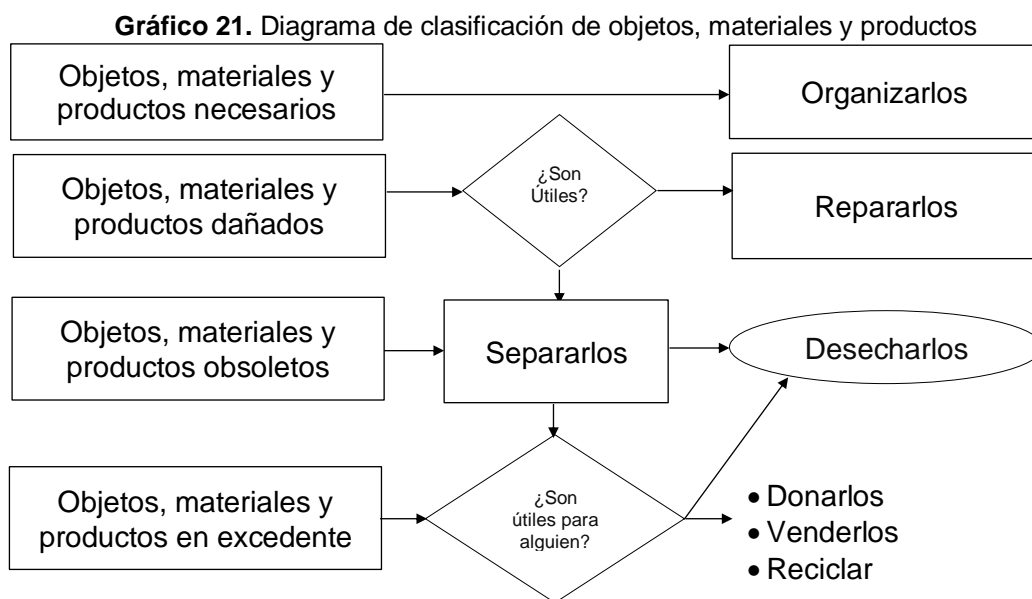 Gráfico 21. Diagrama de clasificación de objetos, materiales y productos
Objetos, materiales y
productos necesarios
Organizarlos
Objetos, materiales y
productos dañados
¿Son
Útiles?
Repararlos
Objetos, materiales y
productos obsoletos
Separarlos
Desecharlos
Objetos, materiales y
productos en excedente
¿Son
útiles para
alguien?
• Donarlos
• Venderlos
• Reciclar